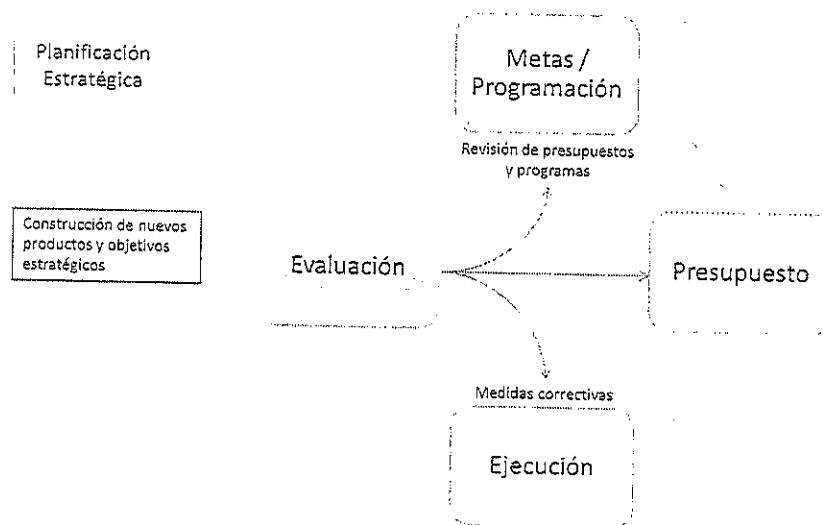 Planificación
Estratégica
Metas /
Programación
Revisión de presupuestos
y programas
Construcción de nuevos
productos y objetivos
estratégicos
Evaluación
Presupuesto
Medidas correctivas
Ejecución